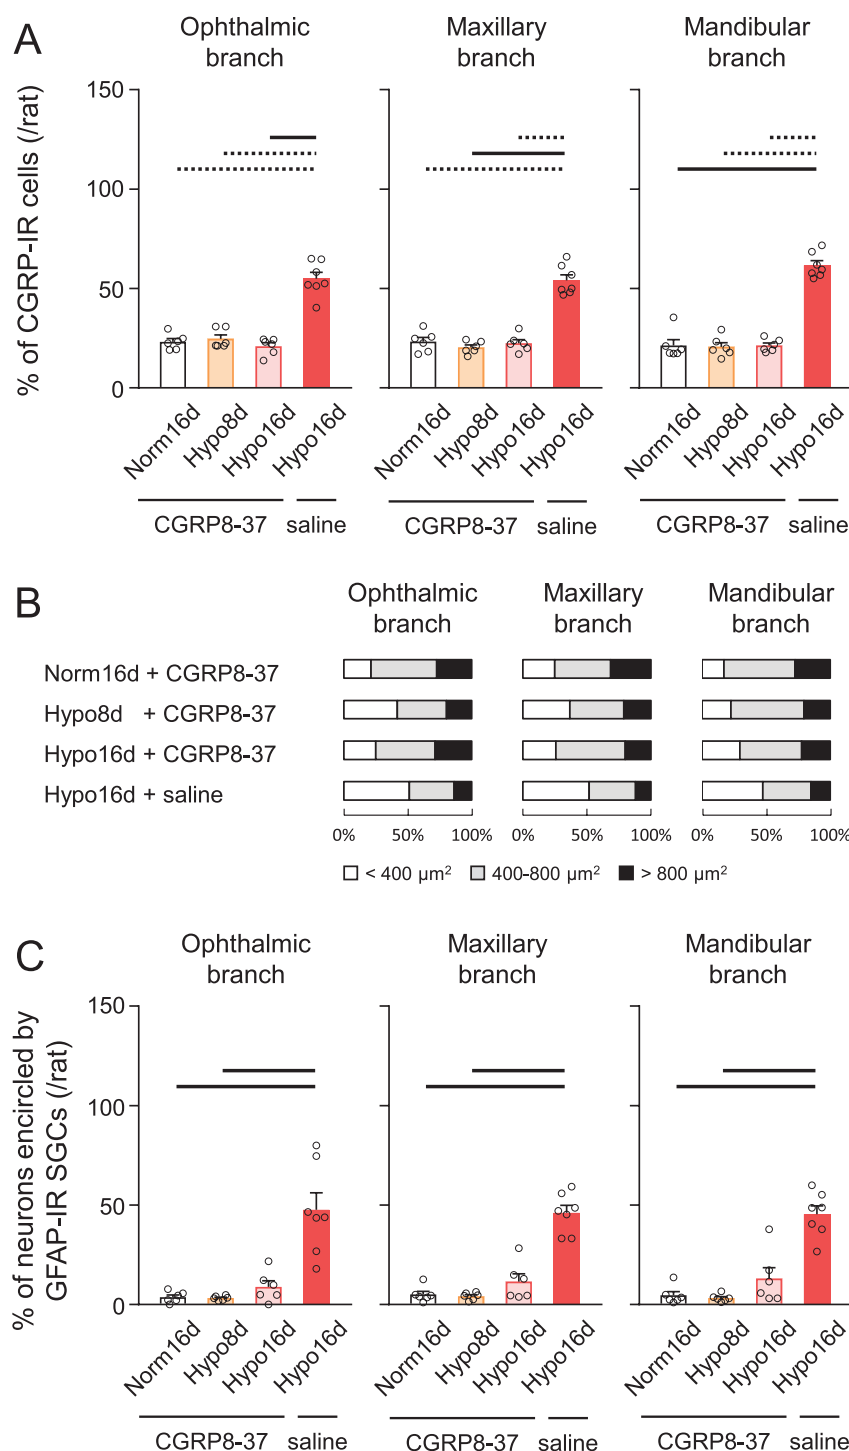 A
Ophthalmic branch
Maxillary branch
Mandibular branch
% of CGRP-IR cells (/rat)
150
100
50
0
Norm16d
Hypo8d
Hypo16d
Hypo16d
Norm16d
Hypo8d
Hypo16d
Hypo16d
Norm16d
Hypo8d
Hypo16d
Hypo16d
CGRP8-37
saline
CGRP8-37
saline
CGRP8-37
saline
B
Ophthalmic branch
Maxillary branch
Mandibular branch
Norm16d + CGRP8-37
Hypo8d + CGRP8-37
Hypo16d + CGRP8-37
Hypo16d + saline
0% 50% 100%
0% 50% 100%
0% 50% 100%
< 400 µm² 400-800 µm² > 800 µm²
C
Ophthalmic branch
Maxillary branch
Mandibular branch
% of neurons encircled by
GFAP-IR SGCs (/rat)
150
100
50
0
Norm16d
Hypo8d
Hypo16d
Hypo16d
Norm16d
Hypo8d
Hypo16d
Hypo16d
Norm16d
Hypo8d
Hypo16d
Hypo16d
CGRP8-37
saline
CGRP8-37
saline
CGRP8-37
saline